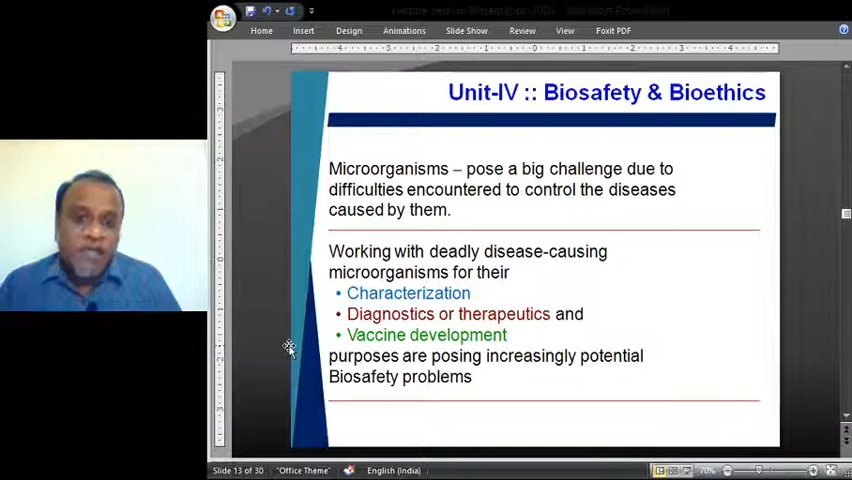 Home Insert Design Animations Slide Show Review View Foxit PDF
Unit-IV :: Biosafety & Bioethics
Microorganisms – pose a big challenge due to
difficulties encountered to control the diseases
caused by them.
Working with deadly disease-causing
microorganisms for their
• Characterization
• Diagnostics or therapeutics and
• Vaccine development
purposes are posing increasingly potential
Biosafety problems
Slide 13 of 30 "Office Theme" English (India) 70%